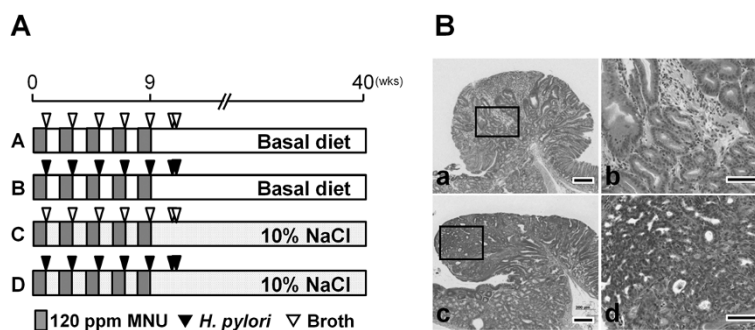 A
B
0
9
40(wks)
A
Basal diet
B
Basal diet
C
10% NaCl
D
10% NaCl
120 ppm MNU
H. pylori
Broth
a
b
c
d